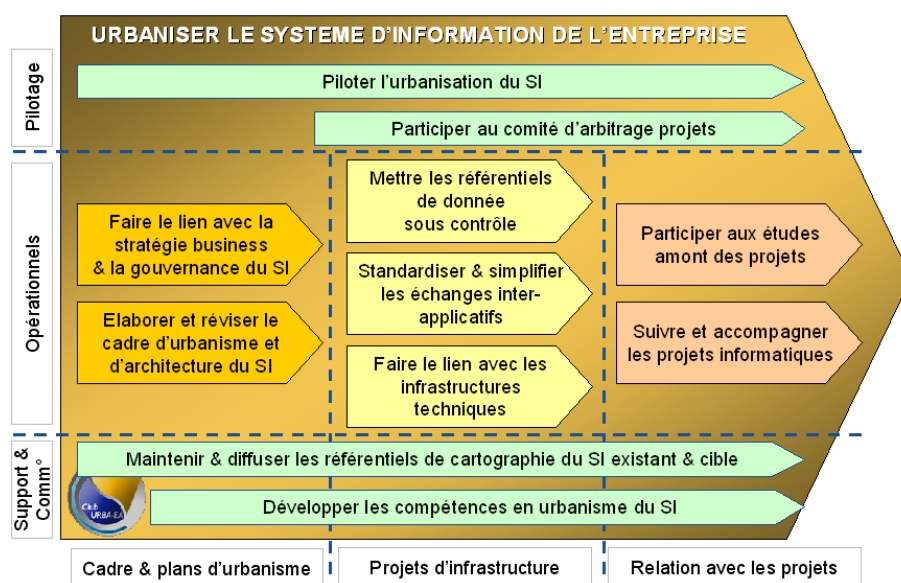 URBANISER LE SYSTEME D'INFORMATION DE L'ENTREPRISE
Pilotage
Piloter l'urbanisation du SI
Participer au comité d'arbitrage projets
Opérationnels
Faire le lien avec la
stratégie business
& la gouvernance du SI
Elaborer et réviser le
cadre d'urbanisme et
d'architecture du SI
Mettre les référentiels
de donnée
sous contrôle
Standardiser & simplifier
les échanges inter-
applicatifs
Faire le lien avec les
infrastructures
techniques
Participer aux études
amont des projets
Suivre et accompagner
les projets informatiques
Support &
Comm°
Maintenir & diffuser les référentiels de cartographie du SI existant & cible
Développer les compétences en urbanisme du SI
Club
URBA-EA
Cadre & plans d'urbanisme
Projets d'infrastructure
Relation avec les projets